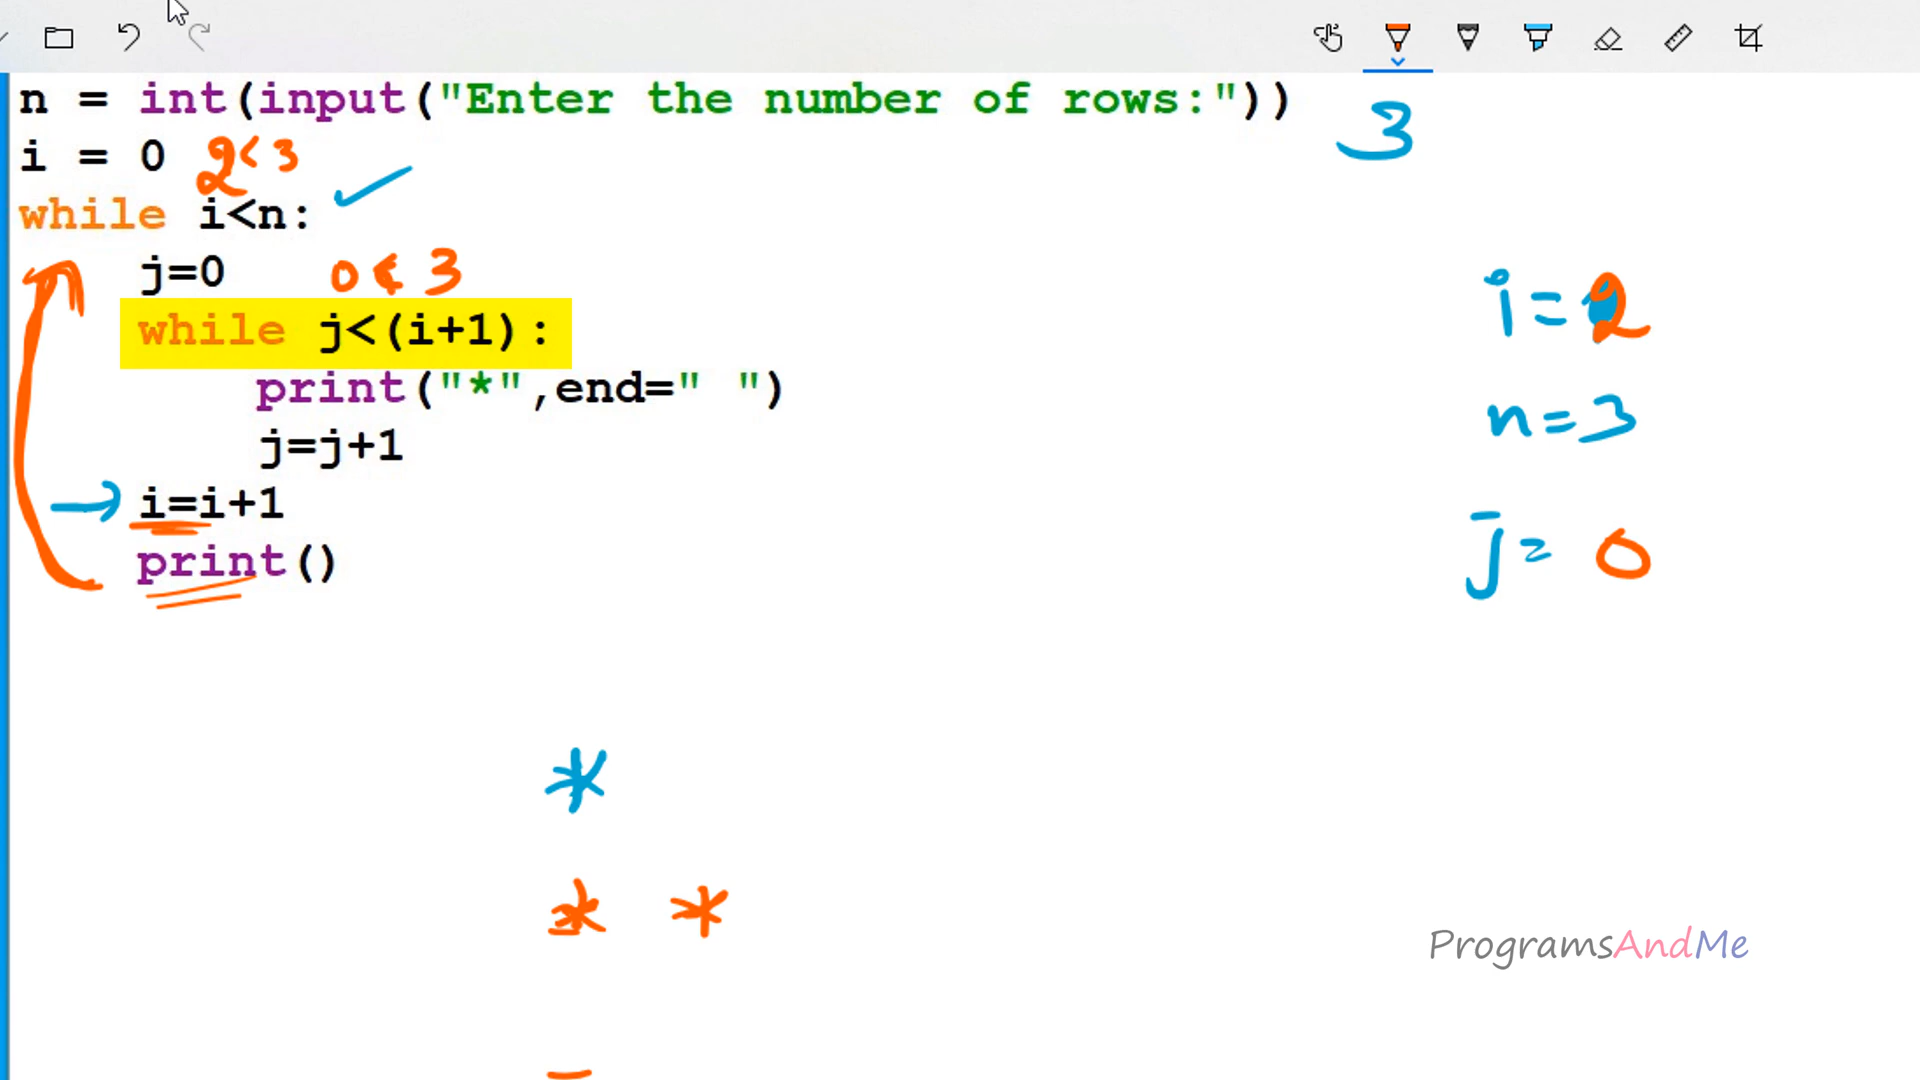 n = int(input("Enter the number of rows:")) 3
i = 0 2<3
while i<n:
j=0 0<3
while j<(i+1):
print("*",end=" ")
j=j+1
i=i+1
print()
i=2
n=3
j=0
*
* *
ProgramsAndMe